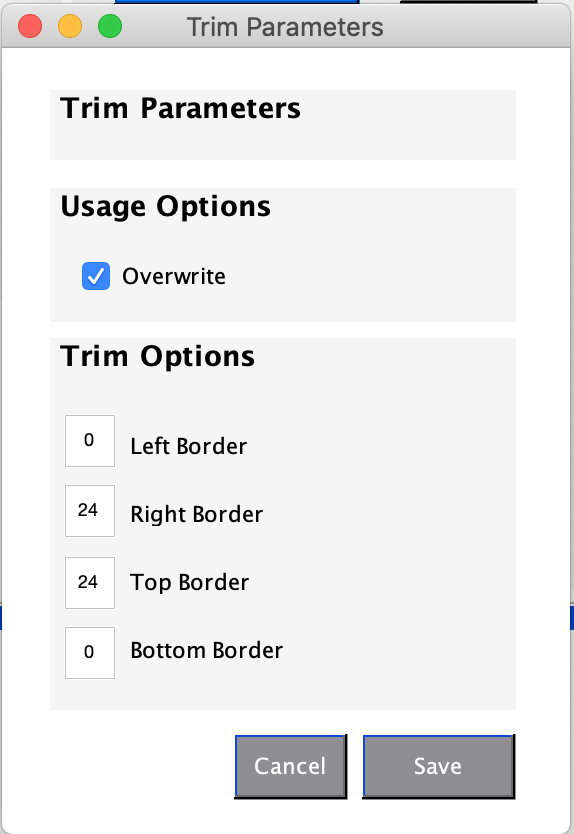 Trim Parameters
Trim Parameters
Usage Options
Overwrite
Trim Options
0 Left Border
24 Right Border
24 Top Border
0 Bottom Border
Cancel Save